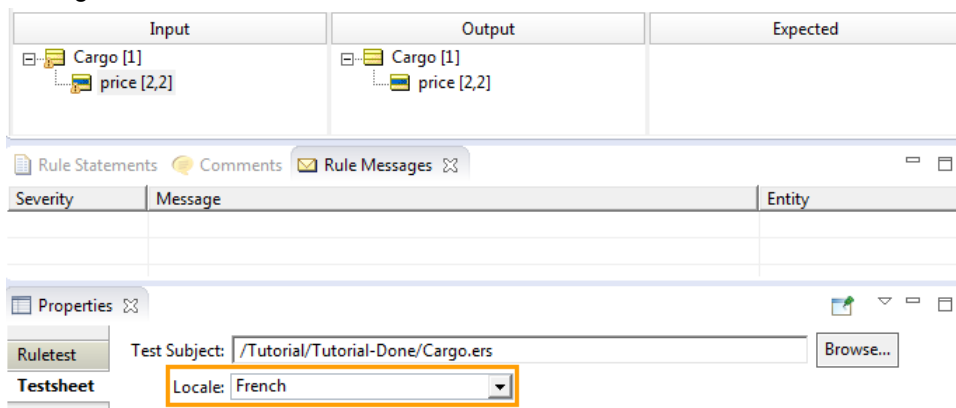 Input Output Expected
Cargo [1] Cargo [1]
price [2,2] price [2,2]
Rule Statements Comments Rule Messages
Severity Message Entity
Properties
Ruletest Test Subject: /Tutorial/Tutorial-Done/Cargo.ers Browse...
Testsheet Locale: French